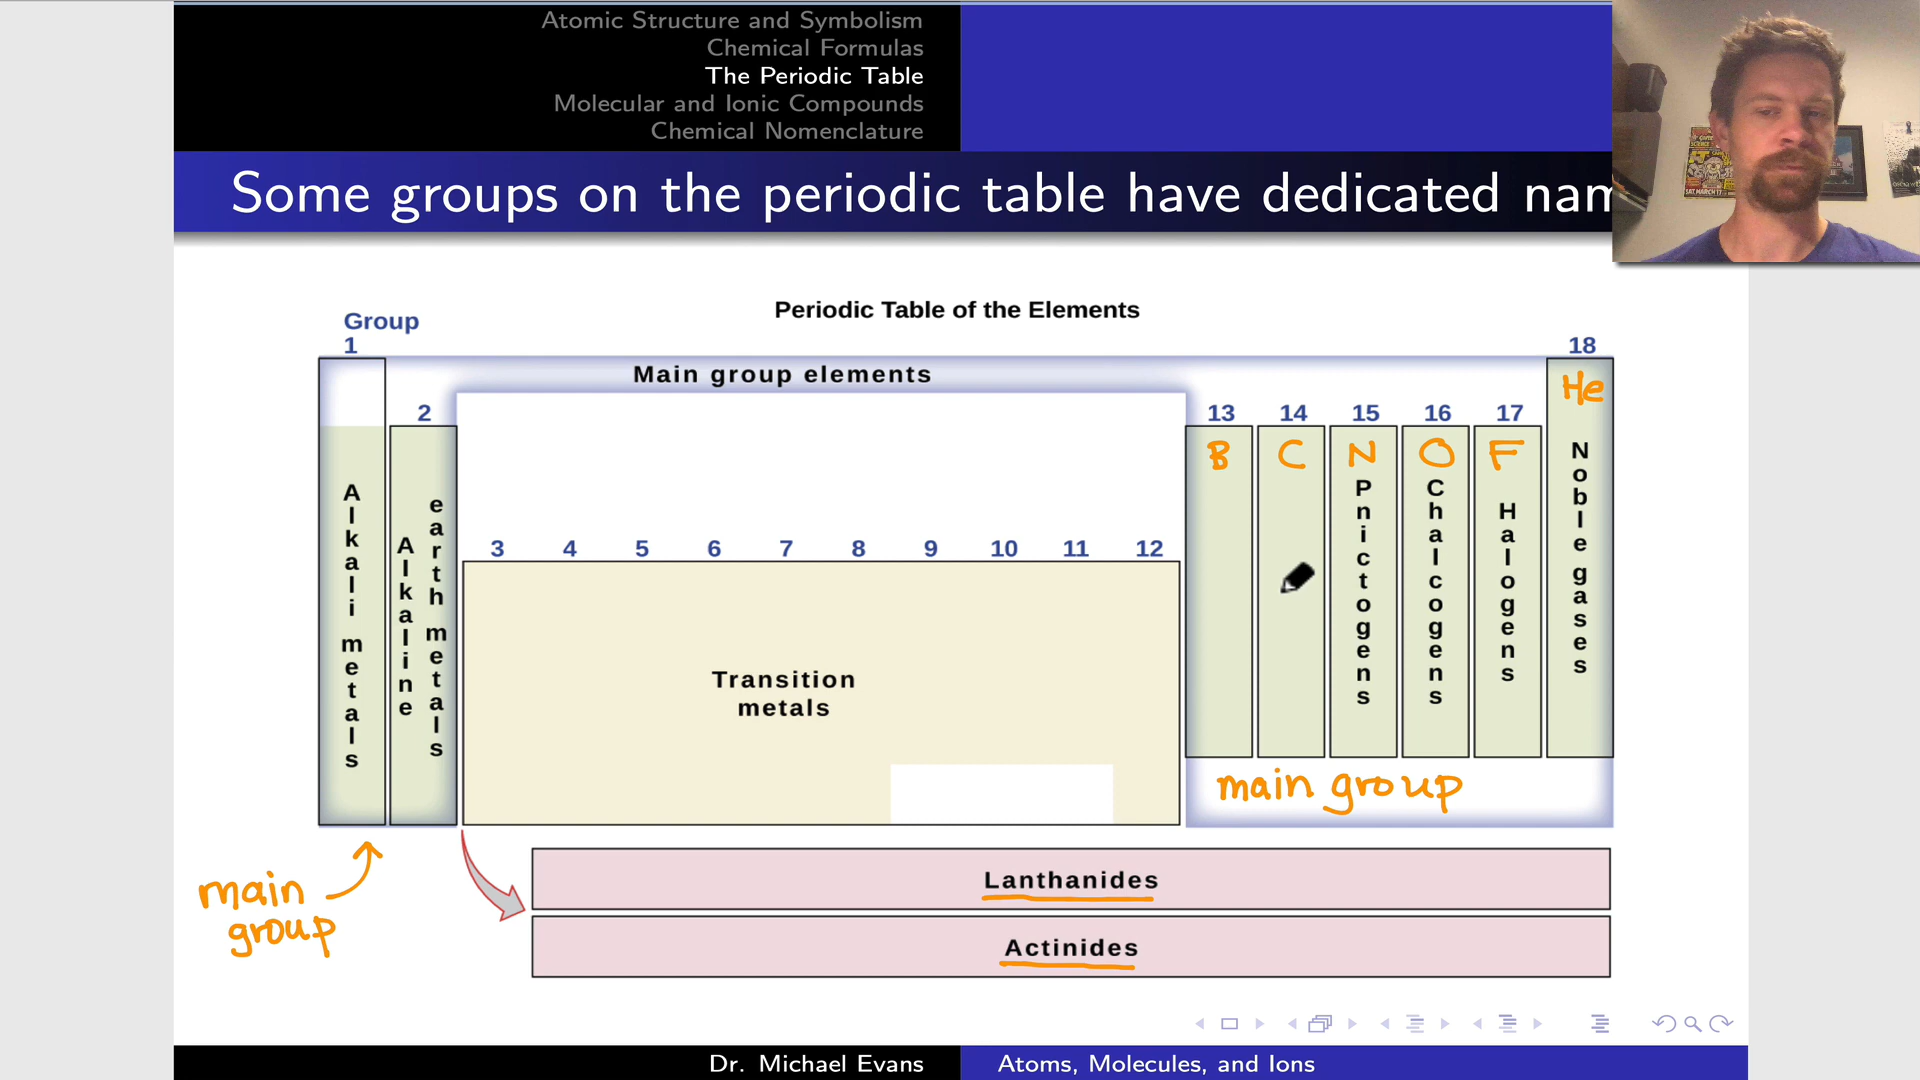 Atomic Structure and Symbolism
Chemical Formulas
The Periodic Table
Molecular and Ionic Compounds
Chemical Nomenclature
Some groups on the periodic table have dedicated
Periodic Table of the Elements
Group
1
18
Main group elements
He
2
13 14 15 16 17
B C N O F
Alkali metals
Alkaline earth metals
3 4 5 6 7 8 9 10 11 12
Transition
metals
Pnictogens
Chalcogens
Halogens
Noble gases
main group
main
group
Lanthanides
Actinides
Dr. Michael Evans
Atoms, Molecules, and Ions